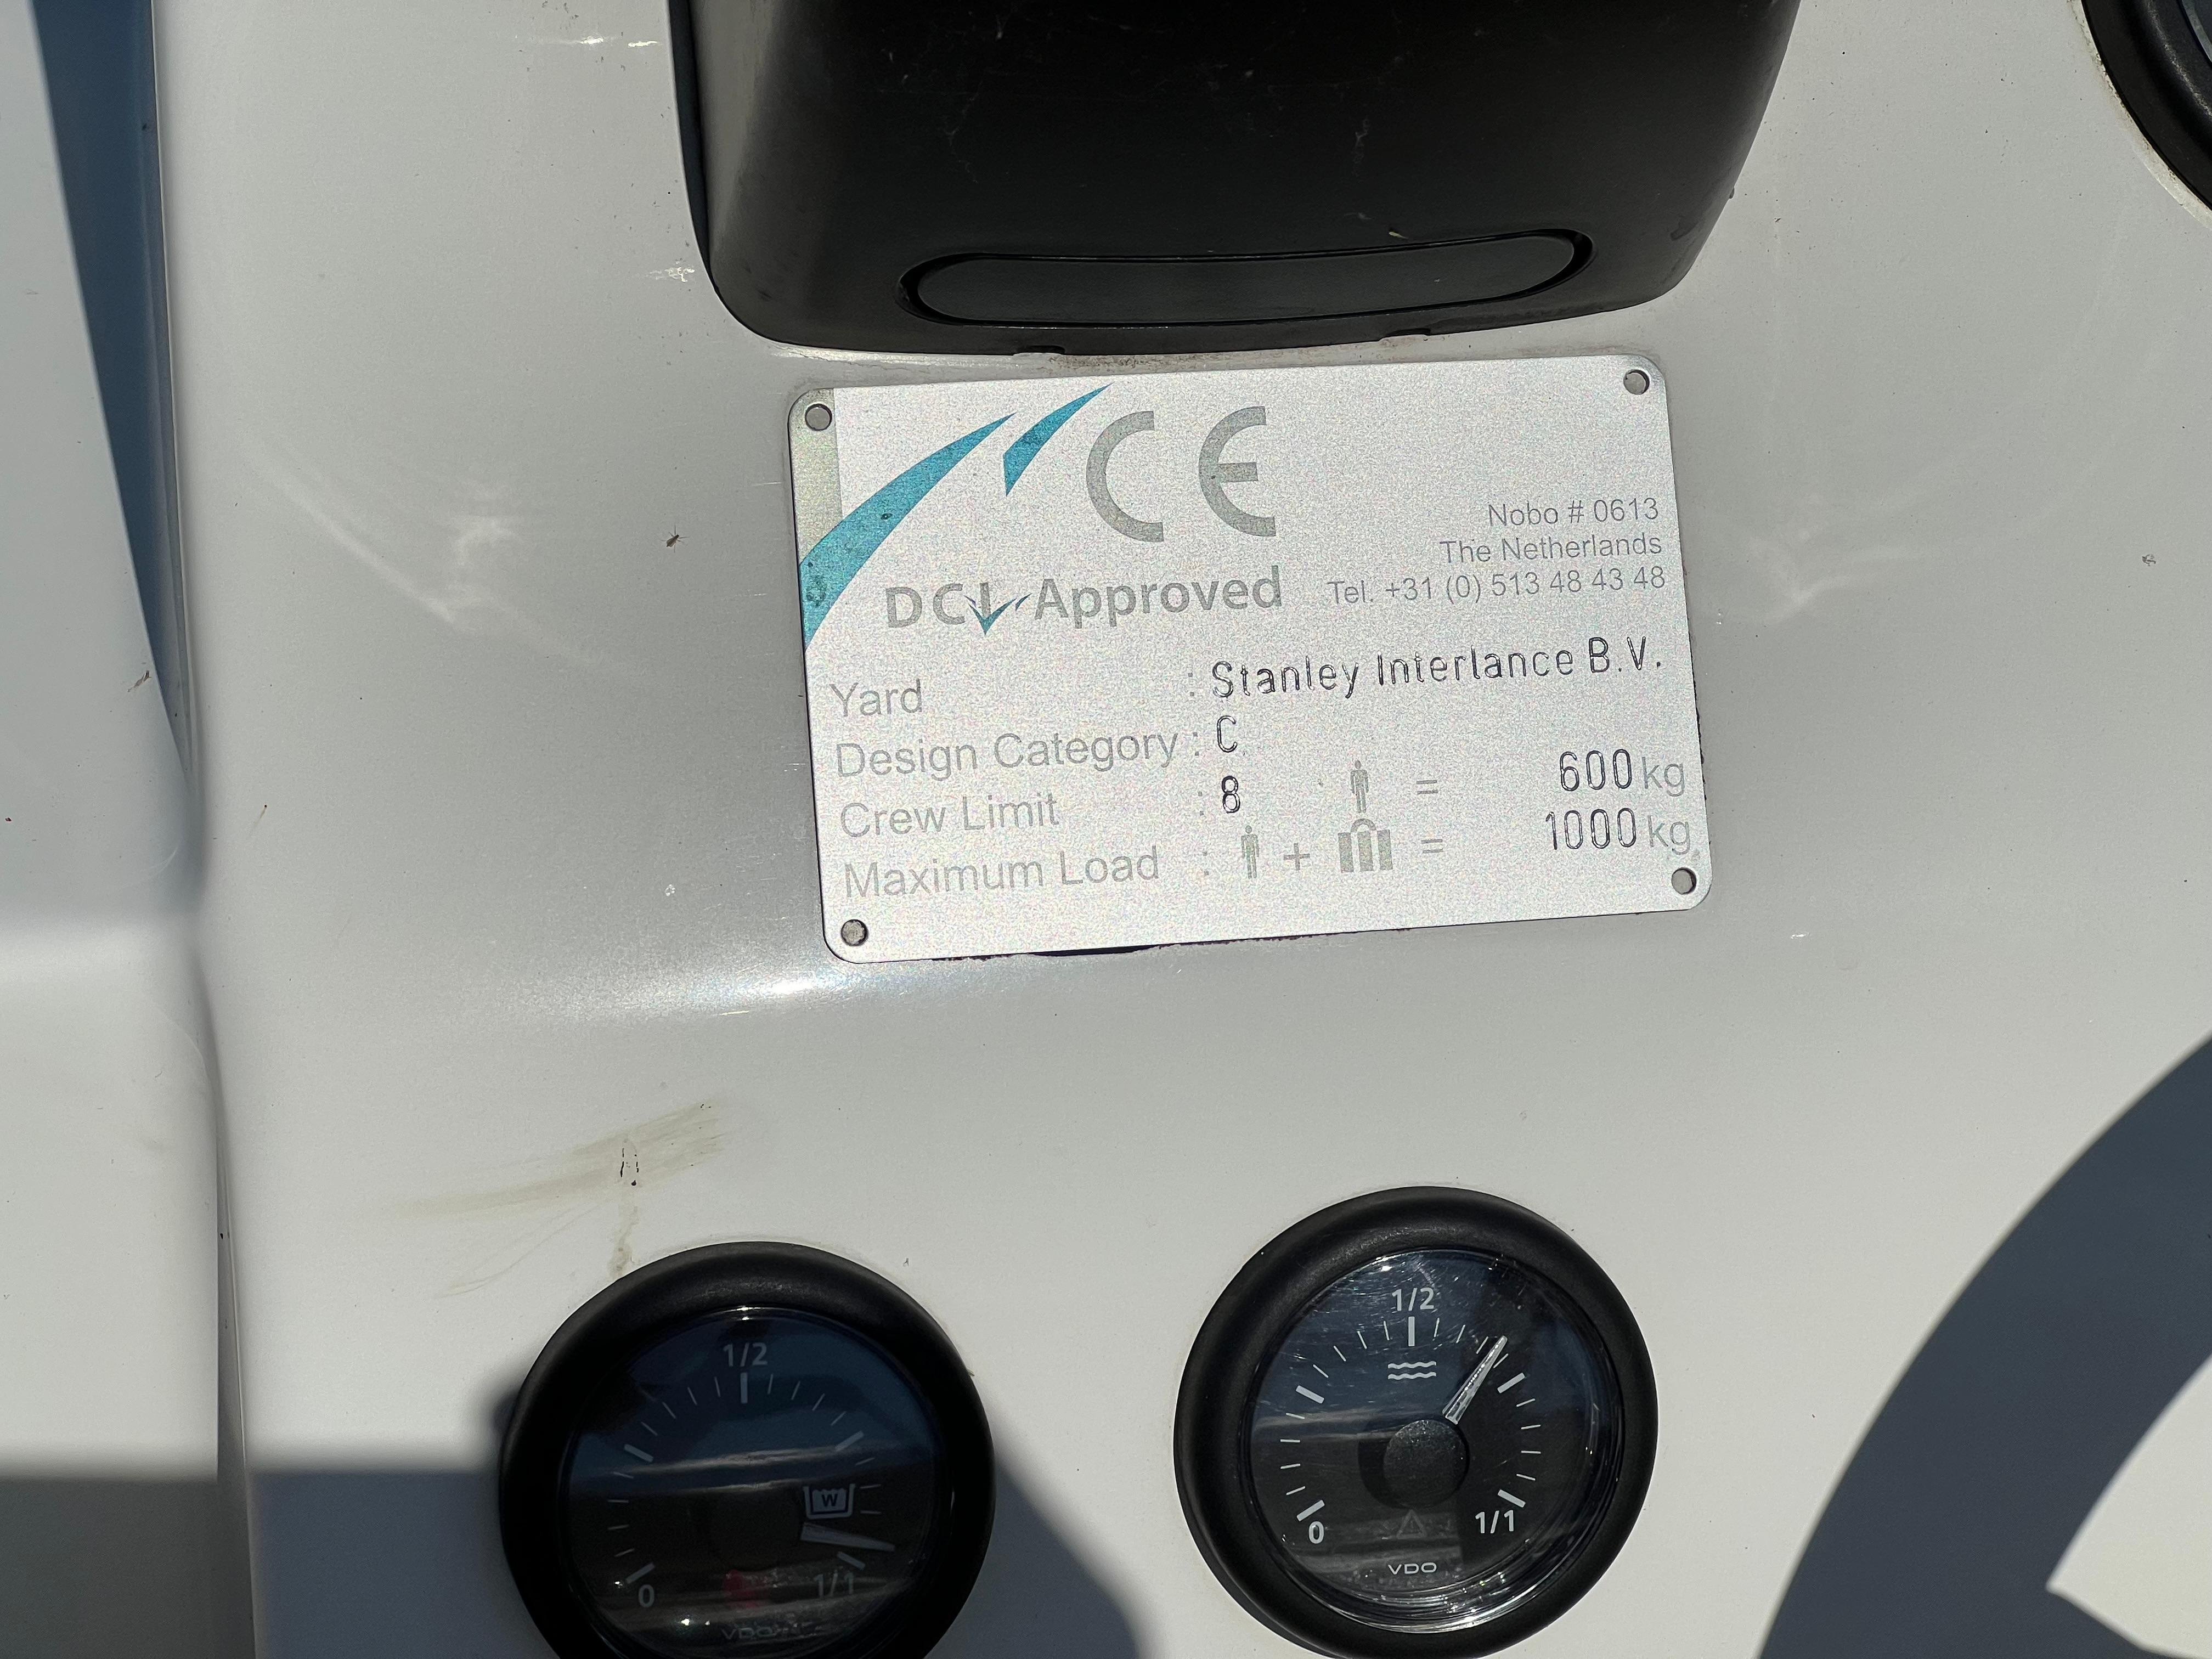 CE
Nobo # 0613
The Netherlands
DCI Approved
Tel. +31 (0) 513 48 43 48
Yard : Stanley Interlance B.V.
Design Category : C
Crew Limit : 8 = 600 kg
Maximum Load : + = 1000 kg
1/2
W
0
1/1
VDO
1/2
0
1/1
VDO